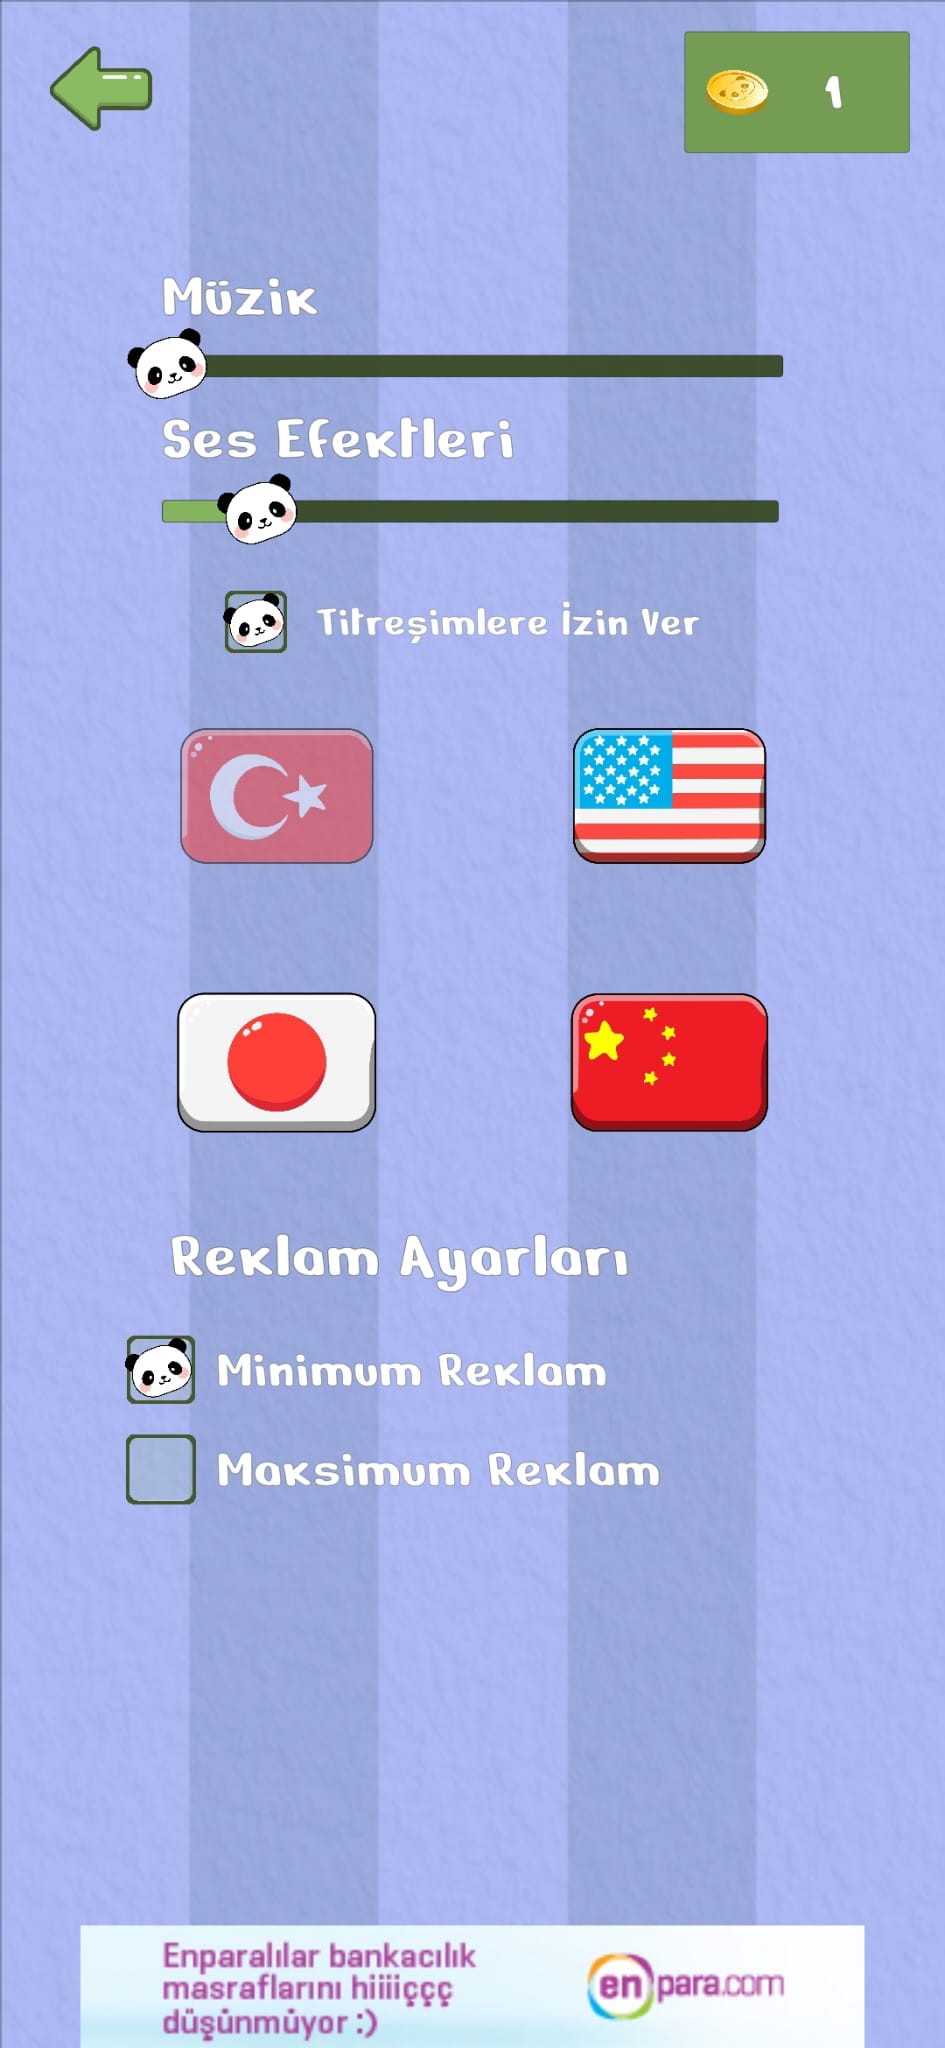 1
Müzik
Ses Efektleri
Titreşimlere İzin Ver
Reklam Ayarları
Minimum Reklam
Maksimum Reklam
Enparalılar bankacılık
masraflarını hiiiiççç
düşünmüyor :)
enpara.com